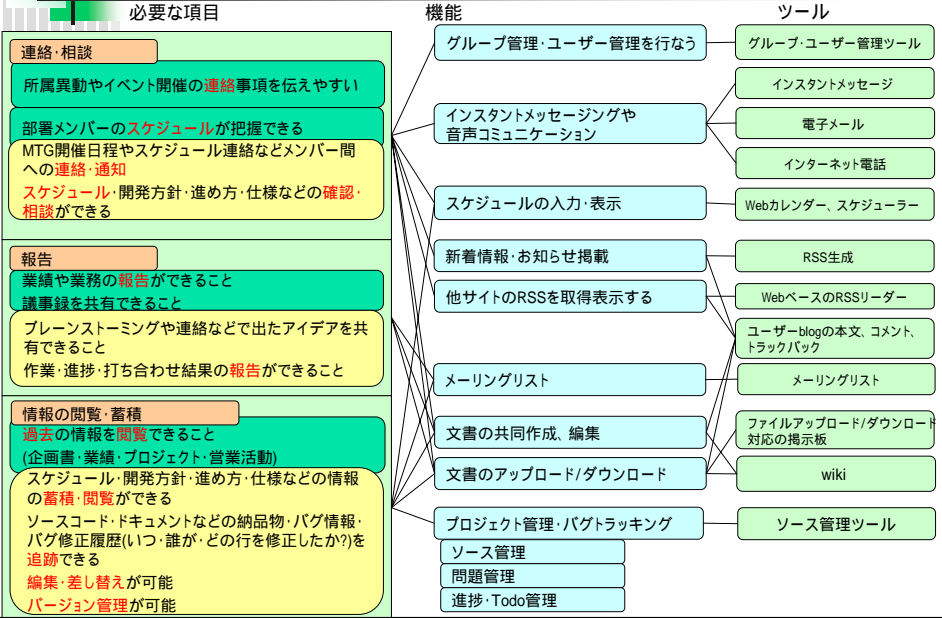 必要な項目
機能
ツール
連絡・相談
所属異動やイベント開催の連絡事項を伝えやすい
部署メンバーのスケジュールが把握できる
MTG開催日程やスケジュール連絡などメンバー間
への連絡・通知
スケジュール・開発方針・進め方・仕様などの確認・
相談ができる
報告
業績や業務の報告ができること
議事録を共有できること
ブレーンストーミングや連絡などで出たアイデアを共
有できること
作業・進捗・打ち合わせ結果の報告ができること
情報の閲覧・蓄積
過去の情報を閲覧できること
(企画書・業績・プロジェクト・営業活動)
スケジュール・開発方針・進め方・仕様などの情報
の蓄積・閲覧ができる
ソースコード・ドキュメントなどの納品物・バグ情報・
バグ修正履歴(いつ・誰が・どの行を修正したか?)を
追跡できる
編集・差し替えが可能
バージョン管理が可能
グループ管理・ユーザー管理を行なう
インスタントメッセージングや
音声コミュニケーション
スケジュールの入力・表示
新着情報・お知らせ掲載
他サイトのRSSを取得表示する
メーリングリスト
文書の共同作成、編集
文書のアップロード/ダウンロード
プロジェクト管理・バグトラッキング
ソース管理
問題管理
進捗・Todo管理
グループ・ユーザー管理ツール
インスタントメッセージ
電子メール
インターネット電話
Webカレンダー、スケジューラー
RSS生成
WebベースのRSSリーダー
ユーザーblogの本文、コメント、
トラックバック
メーリングリスト
ファイルアップロード/ダウンロード
対応の掲示板
wiki
ソース管理ツール